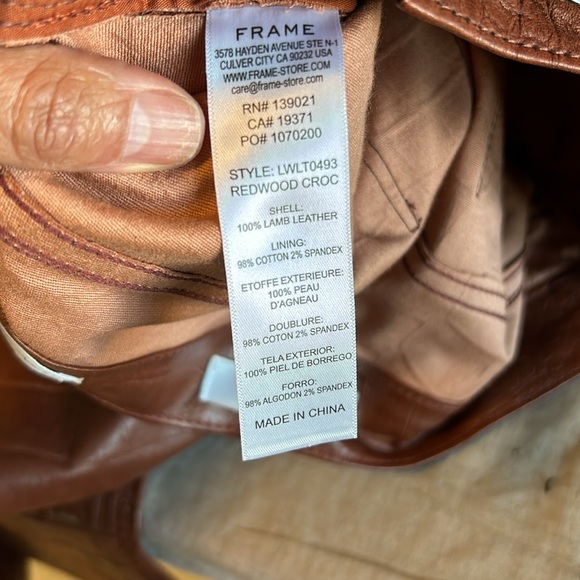 FRAME
3578 HAYDEN AVENUE STE N-1
CULVER CITY CA 90232 USA
WWW.FRAME-STORE.COM
care@frame-store.com
RN# 139021
CA# 19371
PO# 1070200
STYLE: LWLT0493
REDWOOD CROC
SHELL:
100% LAMB LEATHER
LINING:
98% COTTON 2% SPANDEX
ETOFFE EXTERIEURE:
100% PEAU
D'AGNEAU
DOUBLURE:
98% COTON 2% SPANDEX
TELA EXTERIOR:
100% PIEL DE BORREGO
FORRO:
98% ALGODON 2% SPANDEX
MADE IN CHINA